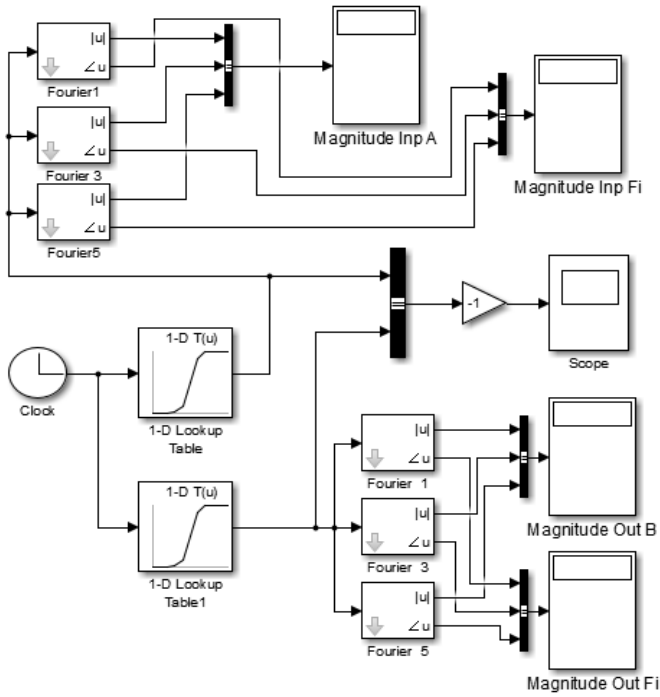 |u|
∠u
Fourier1
Magnitude Inp A
|u|
∠u
Fourier 3
Magnitude Inp Fi
|u|
∠u
Fourier5
-1
Scope
1-D T(u)
Clock
1-D Lookup
Table
|u|
∠u
Fourier 1
1-D T(u)
Magnitude Out B
|u|
∠u
Fourier 3
1-D Lookup
Table1
|u|
∠u
Fourier 5
Magnitude Out Fi